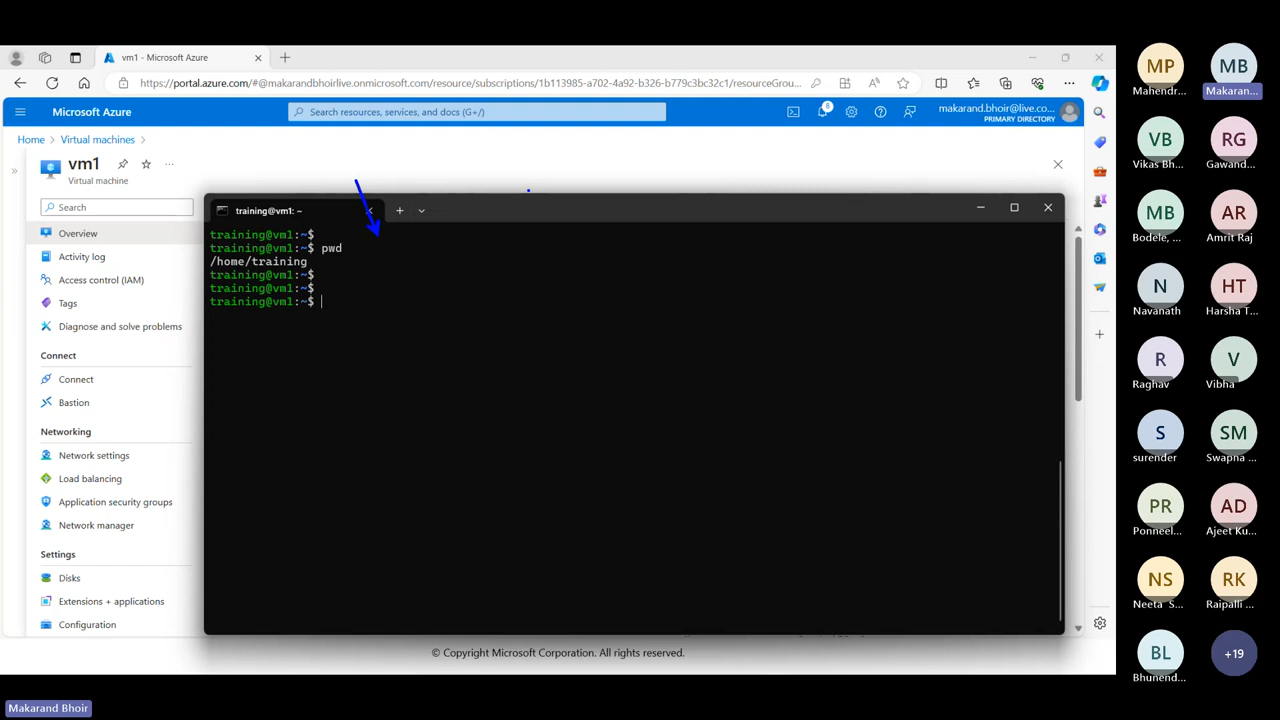 vm1 - Microsoft Azure
https://portal.azure.com/#@makarandbhoirlive.onmicrosoft.com/resource/subscriptions/1b113985-a702-4a92-b326-b779c3bc32c1/resourceGrou...
Microsoft Azure
Search resources, services, and docs (G+/)
8
makarand.bhoir@live.co...
PRIMARY DIRECTORY
Home
Virtual machines
vm1
Virtual machine
Search
Overview
Activity log
Access control (IAM)
Tags
Diagnose and solve problems
Connect
Connect
Bastion
Networking
Network settings
Load balancing
Application security groups
Network manager
Settings
Disks
Extensions + applications
Configuration
training@vm1: ~
training@vm1:~$
training@vm1:~$ pwd
/home/training
training@vm1:~$
training@vm1:~$
training@vm1:~$
© Copyright Microsoft Corporation. All rights reserved.
MP
Mahendr...
MB
Makaran...
VB
Vikas Bh...
RG
Gawand...
MB
Bodele, ...
AR
Amrit Raj
N
Navanath
HT
Harsha T...
R
Raghav
V
Vibha
S
surender
SM
Swapna ...
PR
Ponneel...
AD
Ajeet Ku...
NS
Neeta S...
RK
Raipalli ...
BL
Bhunend...
+19
Makarand Bhoir